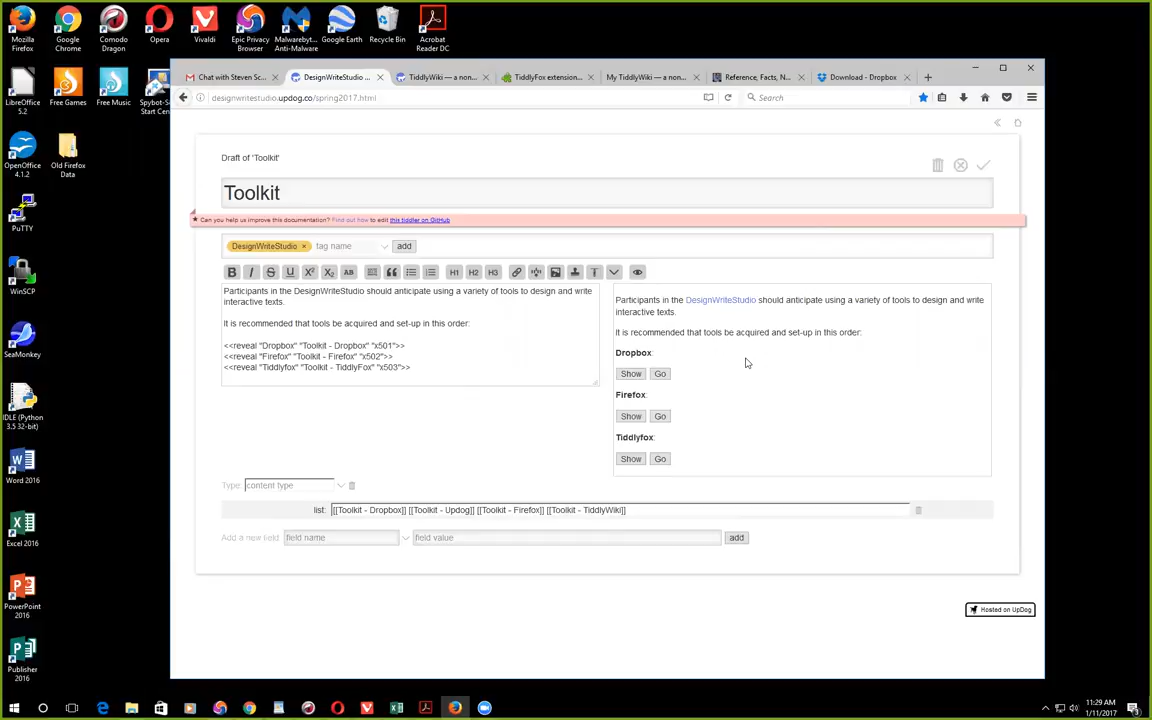 Mozilla Firefox
Google Chrome
Comodo Dragon
Opera
Vivaldi
Epic Privacy Browser
Malwareby... Anti-Malware
Google Earth
Recycle Bin
Acrobat Reader DC
LibreOffice 5.2
Free Games
Free Music
Spybot- Start Cen
OpenOffice 4.1.2
Old Firefox Data
PuTTY
WinSCP
SeaMonkey
IDLE (Python 3.5 32-bit)
Word 2016
Excel 2016
PowerPoint 2016
Publisher 2016
Chat with Steven Sc...
DesignWriteStudio ...
TiddlyWiki — a non...
TiddlyFox extension...
My TiddlyWiki — a non...
Reference, Facts, N...
Download - Dropbox
designwritestudio.updog.co/spring2017.html
Search
Draft of 'Toolkit'
Toolkit
Can you help us improve this documentation? Find out how to edit this tiddler on GitHub
DesignWriteStudio × tag name add
B I S U X² X₂ AB H1 H2 H3
Participants in the DesignWriteStudio should anticipate using a variety of tools to design and write
interactive texts.
It is recommended that tools be acquired and set-up in this order:
<<reveal "Dropbox" "Toolkit - Dropbox" "x501">>
<<reveal "Firefox" "Toolkit - Firefox" "x502">>
<<reveal "Tiddlyfox" "Toolkit - TiddlyFox" "x503">>
Participants in the DesignWriteStudio should anticipate using a variety of tools to design and write
interactive texts.
It is recommended that tools be acquired and set-up in this order:
Dropbox:
Show Go
Firefox:
Show Go
Tiddlyfox:
Show Go
Type: content type
list: [[Toolkit - Dropbox]] [[Toolkit - Updog]] [[Toolkit - Firefox]] [[Toolkit - TiddlyWiki]]
Add a new field: field name field value add
Hosted on UpDog
11:29 AM
1/11/2017